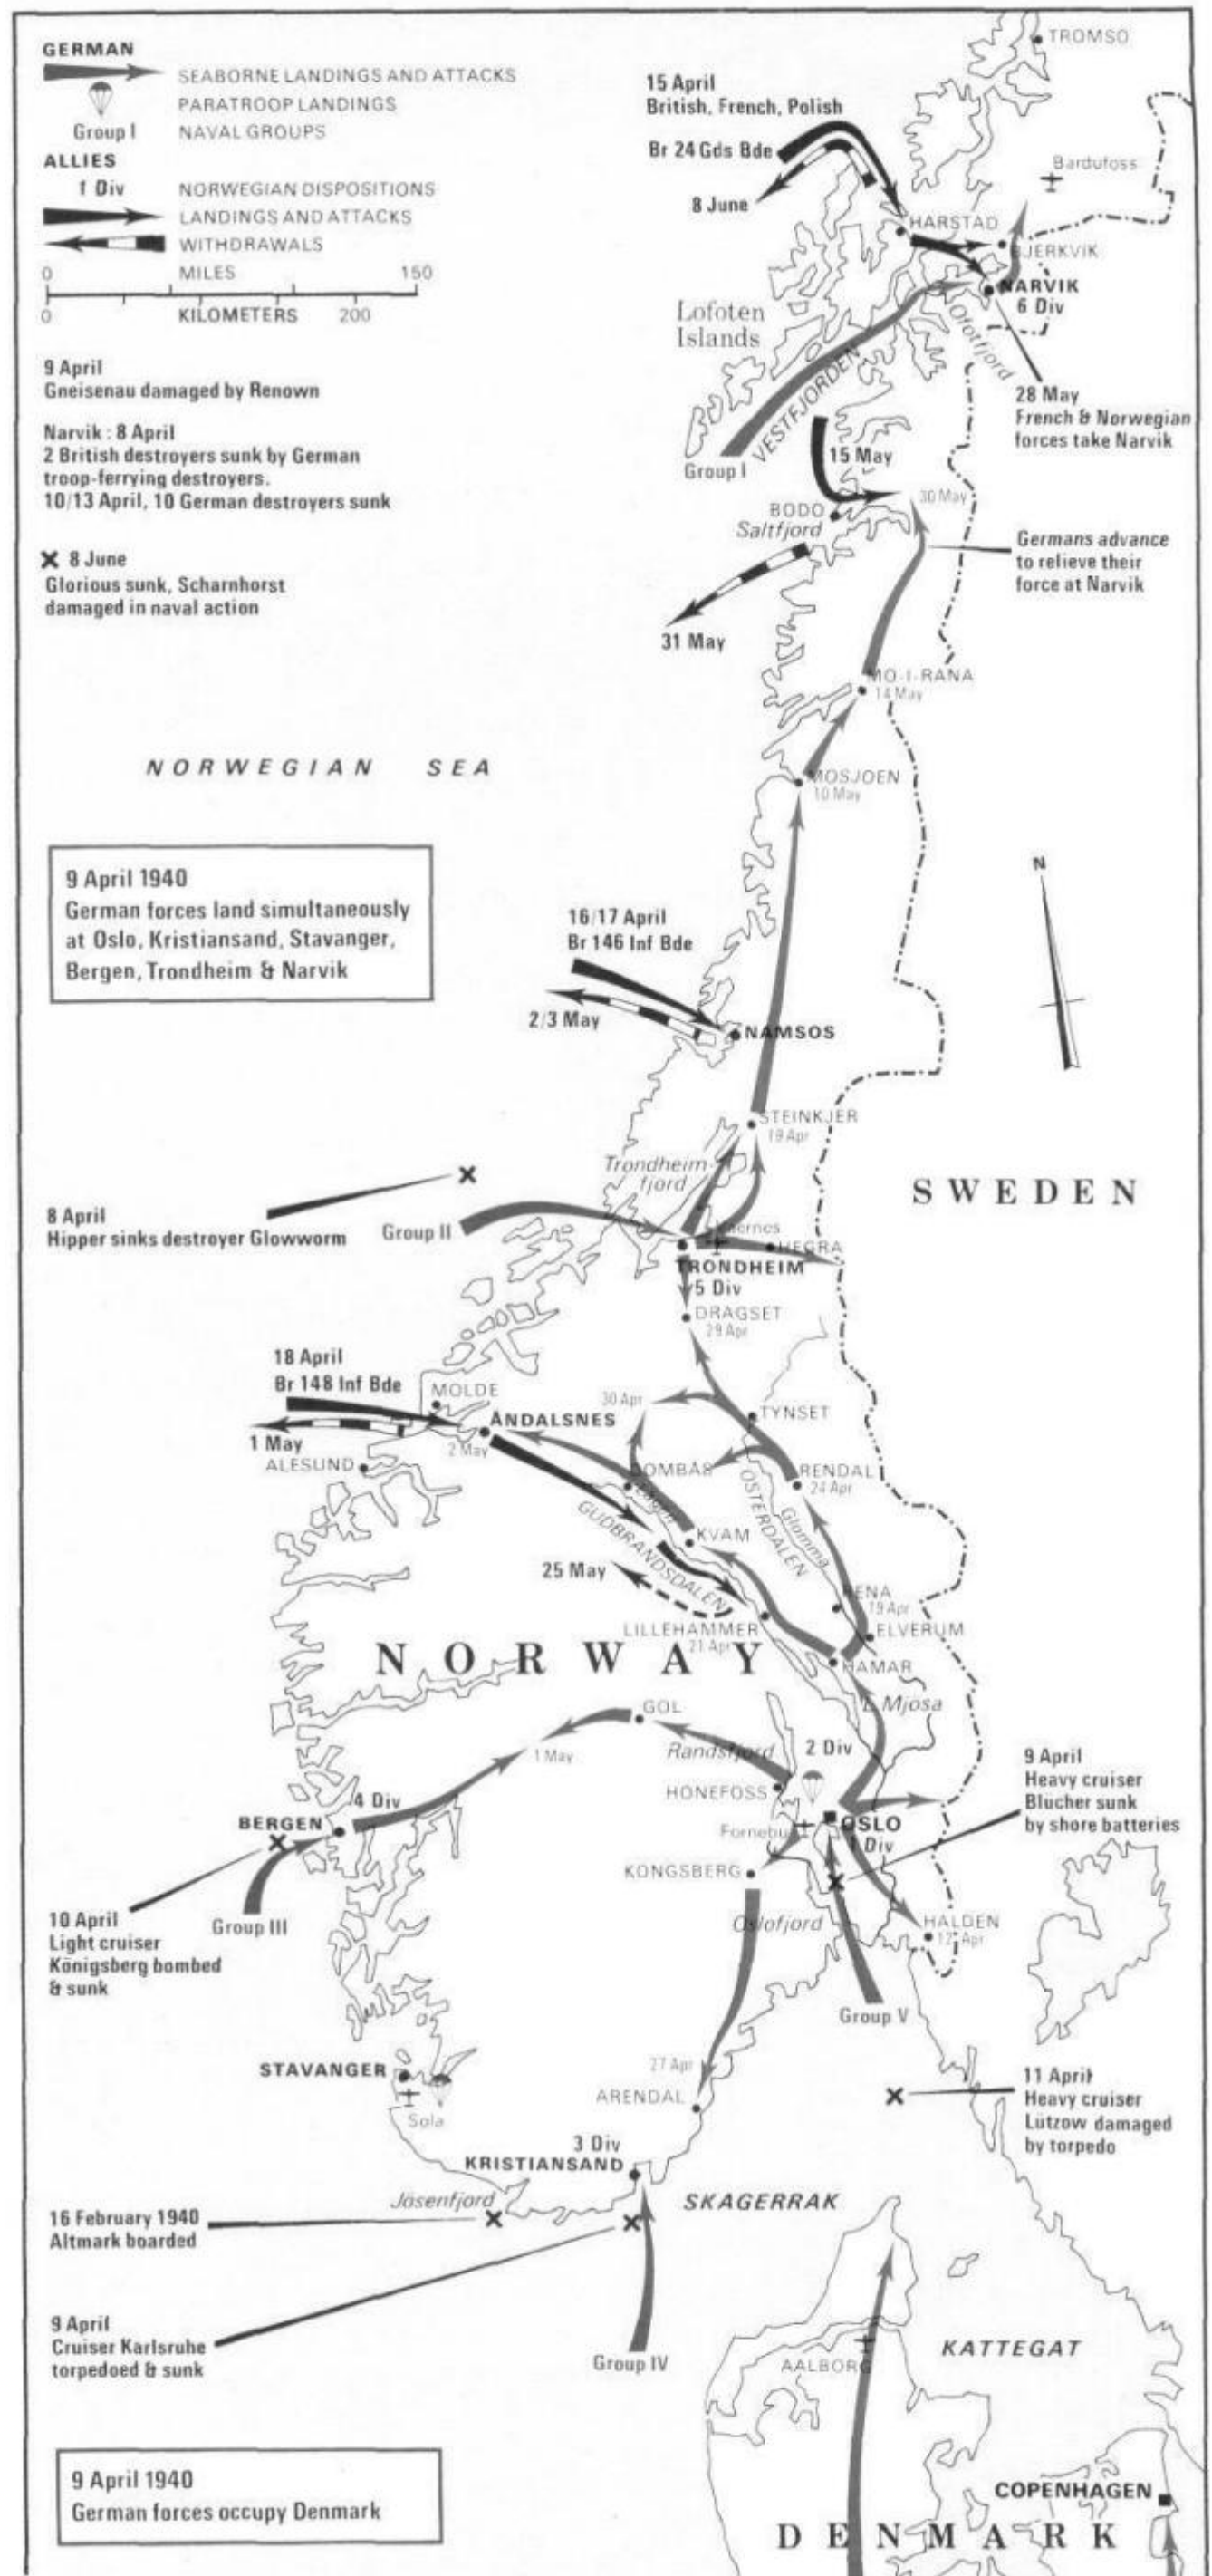 GERMAN
SEABORNE LANDINGS AND ATTACKS
PARATROOP LANDINGS
Group I NAVAL GROUPS
ALLIES
1 Div NORWEGIAN DISPOSITIONS
LANDINGS AND ATTACKS
WITHDRAWALS
0 MILES 150
0 KILOMETERS 200
9 April
Gneisenau damaged by Renown
Narvik : 8 April
2 British destroyers sunk by German
troop-ferrying destroyers.
10/13 April, 10 German destroyers sunk
8 June
Glorious sunk, Scharnhorst
damaged in naval action
TROMSO
15 April
British, French, Polish
Br 24 Gds Bde
8 June
Bardufoss
HARSTAD
BJERKVIK
NARVIK
6 Div
Ofotfjord
Lofoten
Islands
VESTFJORDEN
Group I
28 May
French & Norwegian
forces take Narvik
15 May
30 May
BODO
Saltfjord
Germans advance
to relieve their
force at Narvik
31 May
MO-I-RANA
14 May
NORWEGIAN SEA
MOSJOEN
10 May
9 April 1940
German forces land simultaneously
at Oslo, Kristiansand, Stavanger,
Bergen, Trondheim & Narvik
N
16/17 April
Br 146 Inf Bde
2/3 May
NAMSOS
STEINKJER
19 Apr
Trondheim-
fjord
SWEDEN
8 April
Hipper sinks destroyer Glowworm
Group II
HEGRA
TRONDHEIM
5 Div
DRAGSET
29 Apr
18 April
Br 148 Inf Bde
MOLDE
30 Apr
ÅNDALSNES
TYNSET
1 May
2 May
ALESUND
DOMBÅS
RENDAL
24 Apr
GUDBRANDSDALEN
ÖSTERDALEN
Glomma
KVAM
25 May
RENA
19 Apr
LILLEHAMMER
21 Apr
ELVERUM
NORWAY
HAMAR
L. Mjosa
GOL
1 May
Randsfjord
2 Div
HONEFOSS
9 April
Heavy cruiser
Blucher sunk
by shore batteries
4 Div
BERGEN
Fornebu
OSLO
1 Div
KONGSBERG
10 April
Light cruiser
Königsberg bombed
& sunk
Group III
Oslofjord
HALDEN
12 Apr
Group V
STAVANGER
Sola
27 Apr
ARENDAL
11 April
Heavy cruiser
Lutzow damaged
by torpedo
3 Div
KRISTIANSAND
Jösenfjord
SKAGERRAK
16 February 1940
Altmark boarded
9 April
Cruiser Karlsruhe
torpedoed & sunk
Group IV
KATTEGAT
AALBORG
9 April 1940
German forces occupy Denmark
COPENHAGEN
DENMARK